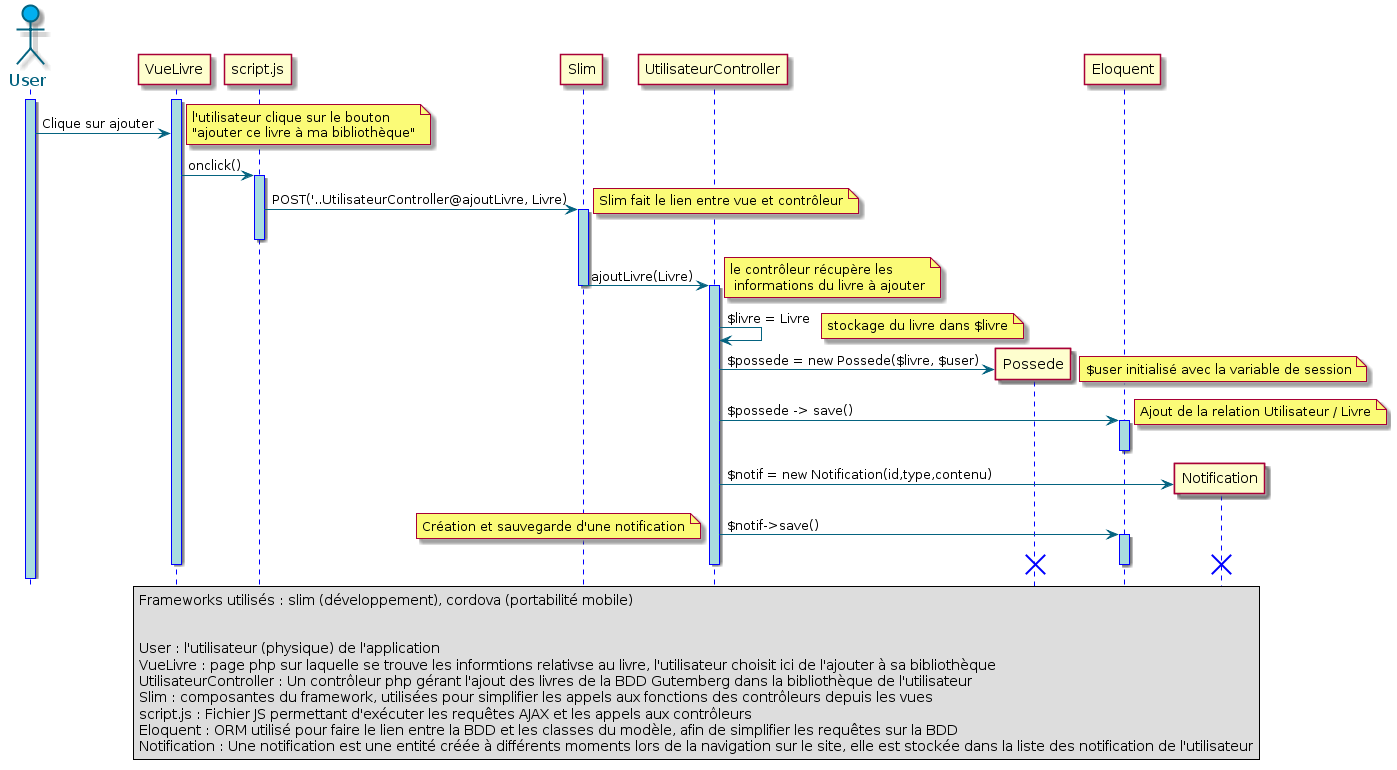 User
VueLivre
script.js
Slim
UtilisateurController
Eloquent
Clique sur ajouter
l'utilisateur clique sur le bouton
"ajouter ce livre à ma bibliothèque"
onclick()
POST('..UtilisateurController@ajoutLivre, Livre)
Slim fait le lien entre vue et contrôleur
ajoutLivre(Livre)
le contrôleur récupère les
informations du livre à ajouter
$livre = Livre
stockage du livre dans $livre
$possede = new Possede($livre, $user)
Possede
$user initialisé avec la variable de session
$possede -> save()
Ajout de la relation Utilisateur / Livre
$notif = new Notification(id,type,contenu)
Notification
Création et sauvegarde d'une notification
$notif->save()
Frameworks utilisés : slim (développement), cordova (portabilité mobile)
User : l'utilisateur (physique) de l'application
VueLivre : page php sur laquelle se trouve les informtions relativse au livre, l'utilisateur choisit ici de l'ajouter à sa bibliothèque
UtilisateurController : Un contrôleur php gérant l'ajout des livres de la BDD Gutemberg dans la bibliothèque de l'utilisateur
Slim : composantes du framework, utilisées pour simplifier les appels aux fonctions des contrôleurs depuis les vues
script.js : Fichier JS permettant d'exécuter les requêtes AJAX et les appels aux contrôleurs
Eloquent : ORM utilisé pour faire le lien entre la BDD et les classes du modèle, afin de simplifier les requêtes sur la BDD
Notification : Une notification est une entité créée à différents moments lors de la navigation sur le site, elle est stockée dans la liste des notification de l'utilisateur